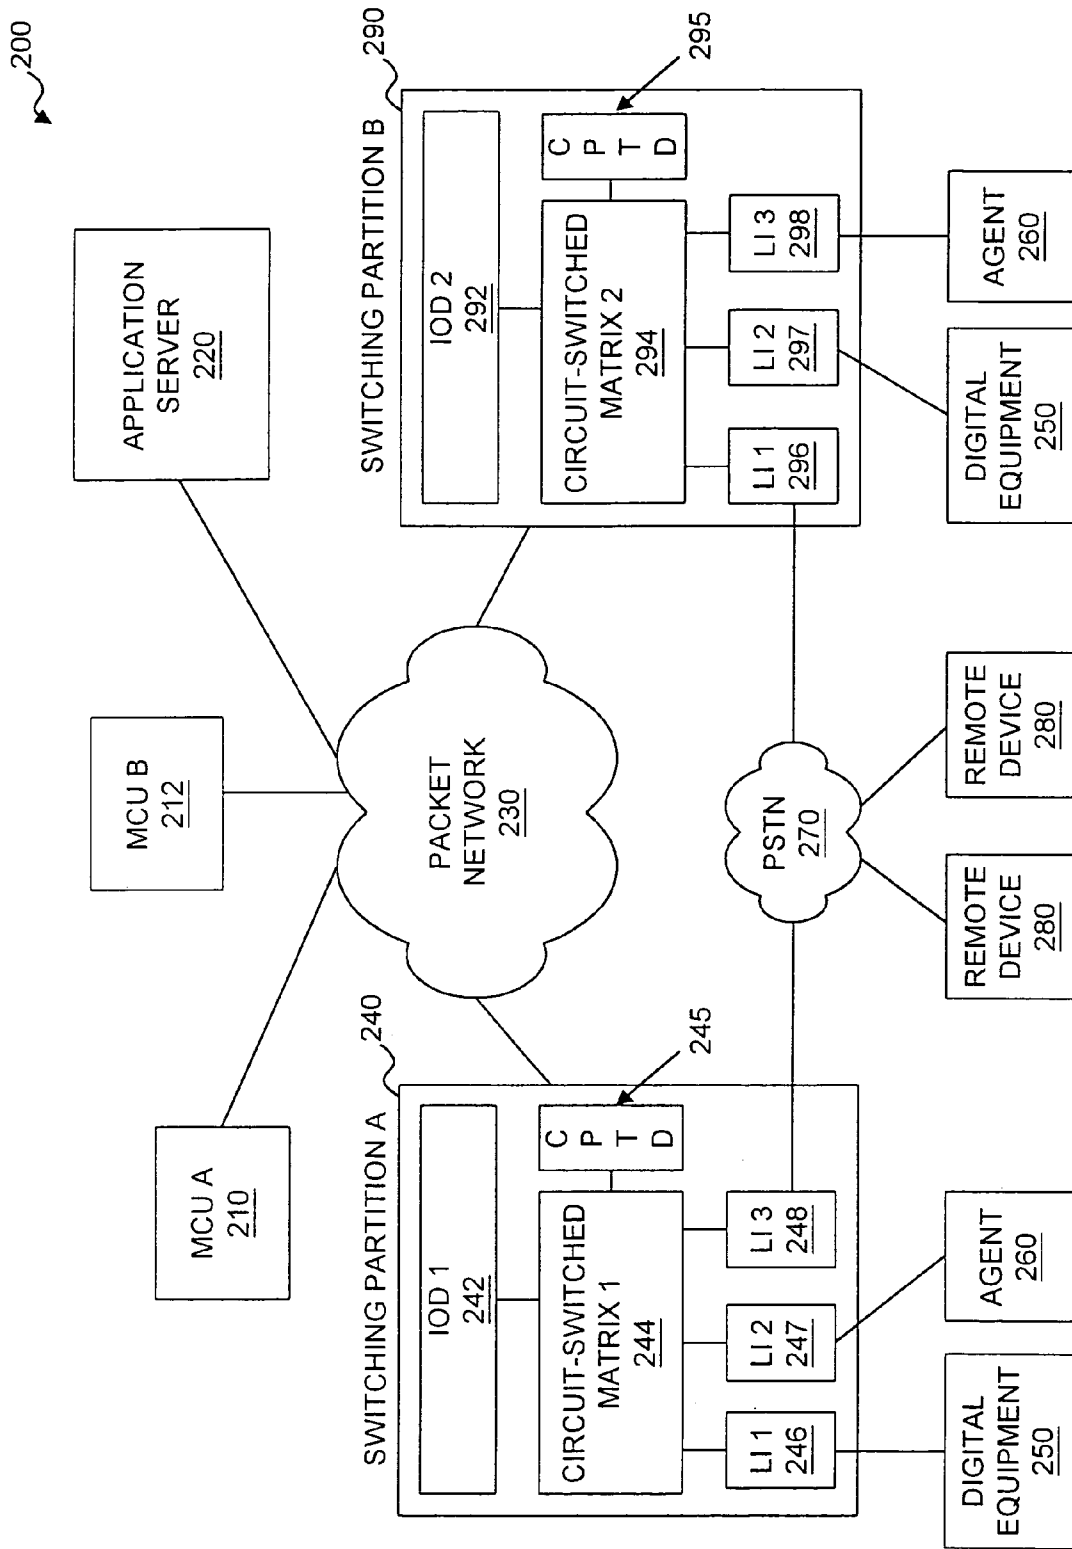 200
MCU A
210
MCU B
212
APPLICATION
SERVER
220
PACKET
NETWORK
230
SWITCHING PARTITION A
240
IOD 1
242
CIRCUIT-SWITCHED
MATRIX 1
244
C
P
T
D
245
LI 1
246
LI 2
247
LI 3
248
SWITCHING PARTITION B
290
IOD 2
292
CIRCUIT-SWITCHED
MATRIX 2
294
C
P
T
D
295
LI 1
296
LI 2
297
LI 3
298
PSTN
270
DIGITAL
EQUIPMENT
250
AGENT
260
REMOTE
DEVICE
280
REMOTE
DEVICE
280
DIGITAL
EQUIPMENT
250
AGENT
260